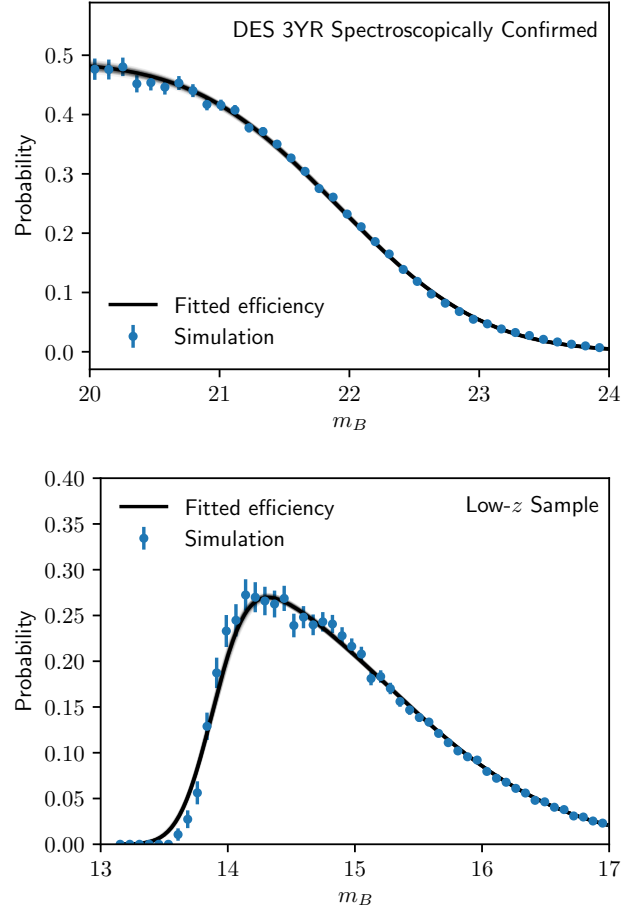 DES 3YR Spectroscopically Confirmed
0.5
0.4
0.3
0.2
0.1
0.0
Probability
Fitted efficiency
Simulation
20 21 22 23 24
m_B
0.40
0.35
0.30
0.25
0.20
0.15
0.10
0.05
0.00
Probability
Fitted efficiency
Simulation
Low-z Sample
13 14 15 16 17
m_B